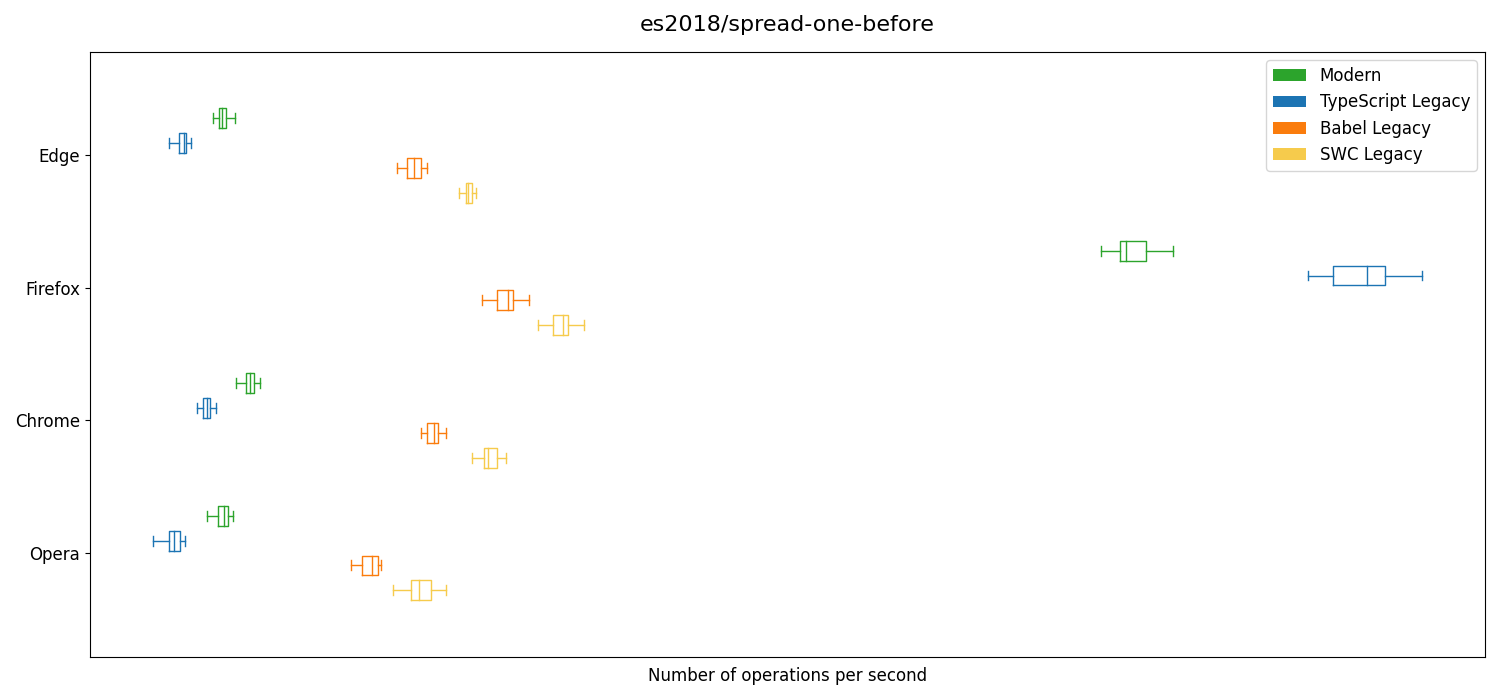 es2018/spread-one-before
Modern
TypeScript Legacy
Babel Legacy
SWC Legacy
Edge
Firefox
Chrome
Opera
Number of operations per second